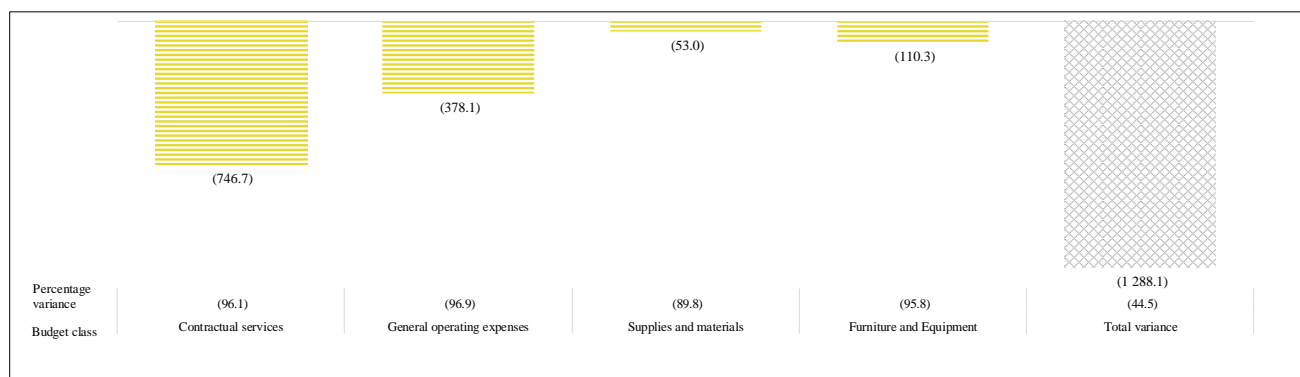 (53.0)
(110.3)
(378.1)
(746.7)
(1 288.1)
Percentage
variance
(96.1) (96.9) (89.8) (95.8) (44.5)
Budget class Contractual services General operating expenses Supplies and materials Furniture and Equipment Total variance